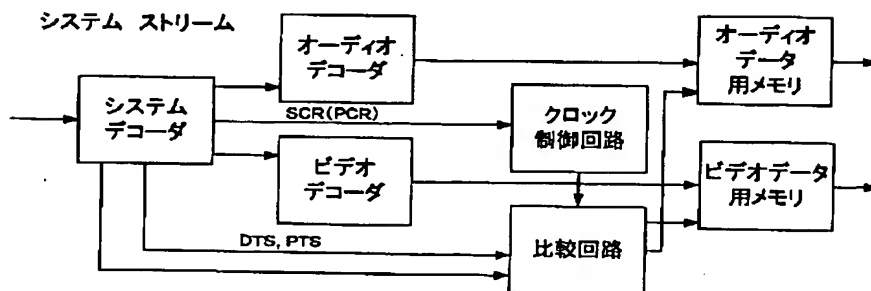 システム ストリーム
オーディオ
デコーダ
オーディオ
データ
用メモリ
システム
デコーダ
SCR(PCR)
クロック
制御回路
ビデオ
デコーダ
ビデオデータ
用メモリ
DTS, PTS
比較回路